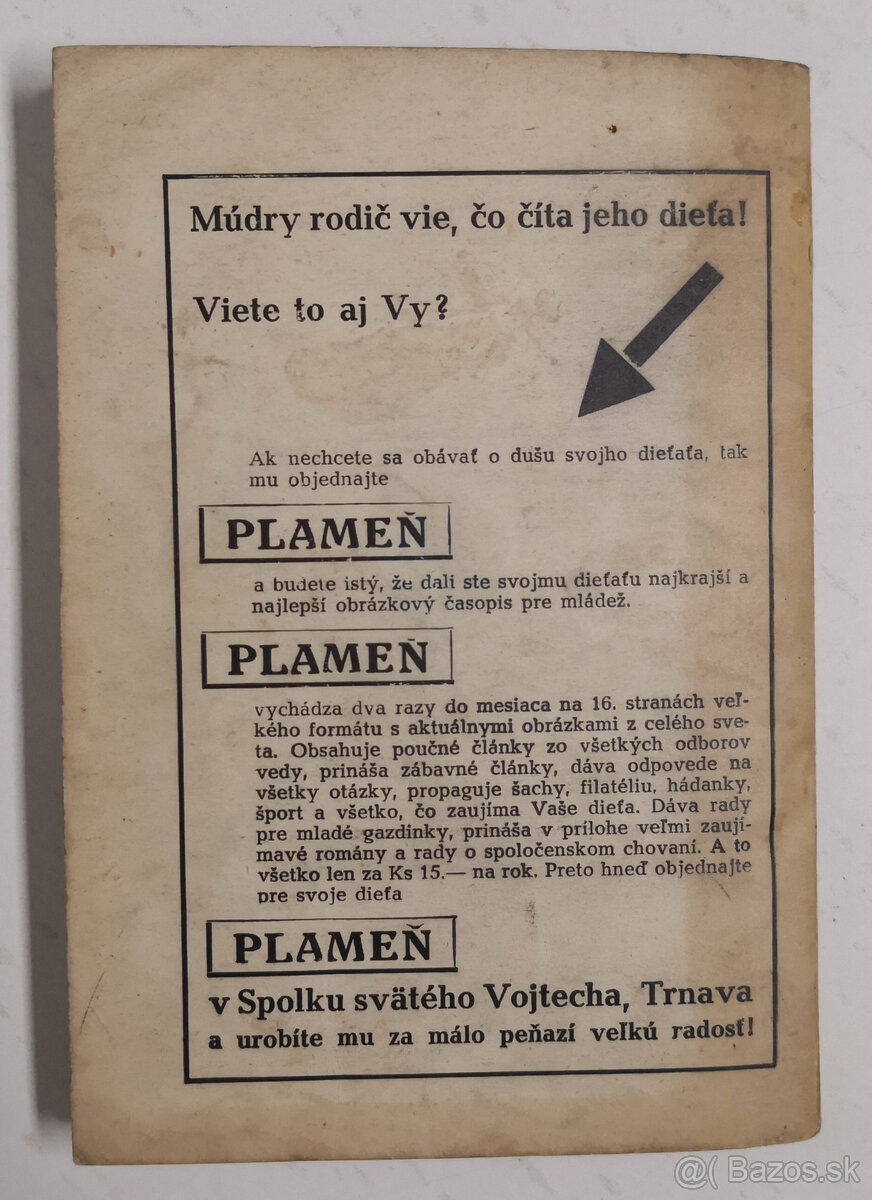 Múdry rodič vie, čo číta jeho dieťa!
Viete to aj Vy?
Ak nechcete sa obávať o dušu svojho dieťaťa, tak
mu objednajte
PLAMEŇ
a budete istý, že dali ste svojmu dieťaťu najkrajší a
najlepší obrázkový časopis pre mládež.
PLAMEŇ
vychádza dva razy do mesiaca na 16. stranách veľ-
kého formátu s aktuálnymi obrázkami z celého sve-
ta. Obsahuje poučné články zo všetkých odborov
vedy, prináša zábavné články, dáva odpovede na
všetky otázky, propaguje šachy, filatéliu, hádanky,
šport a všetko, čo zaujíma Vaše dieťa. Dáva rady
pre mladé gazdinky, prináša v prílohe veľmi zaují-
mavé romány a rady o spoločenskom chovaní. A to
všetko len za Ks 15.— na rok. Preto hneď objednajte
pre svoje dieťa
PLAMEŇ
v Spolku svätého Vojtecha, Trnava
a urobíte mu za málo peňazí veľkú radosť!
@( Bazos.sk